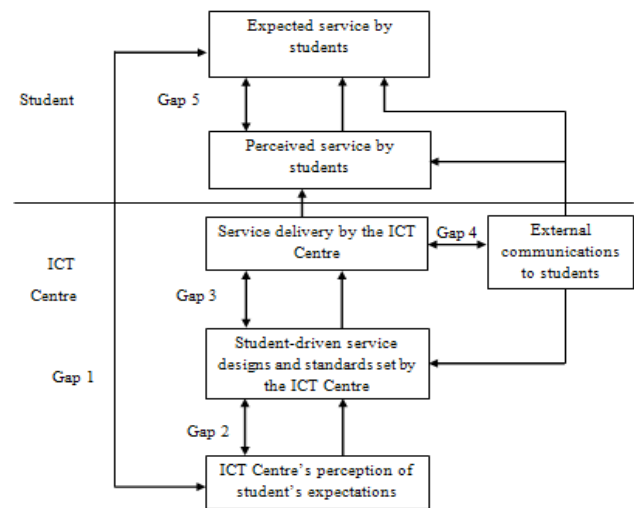 Expected service by
students
Student
Gap 5
Perceived service by
students
Service delivery by the ICT
Centre
Gap 4
External
communications
to students
ICT
Centre
Gap 3
Student-driven service
designs and standards set by
the ICT Centre
Gap 1
Gap 2
ICT Centre's perception of
student's expectations